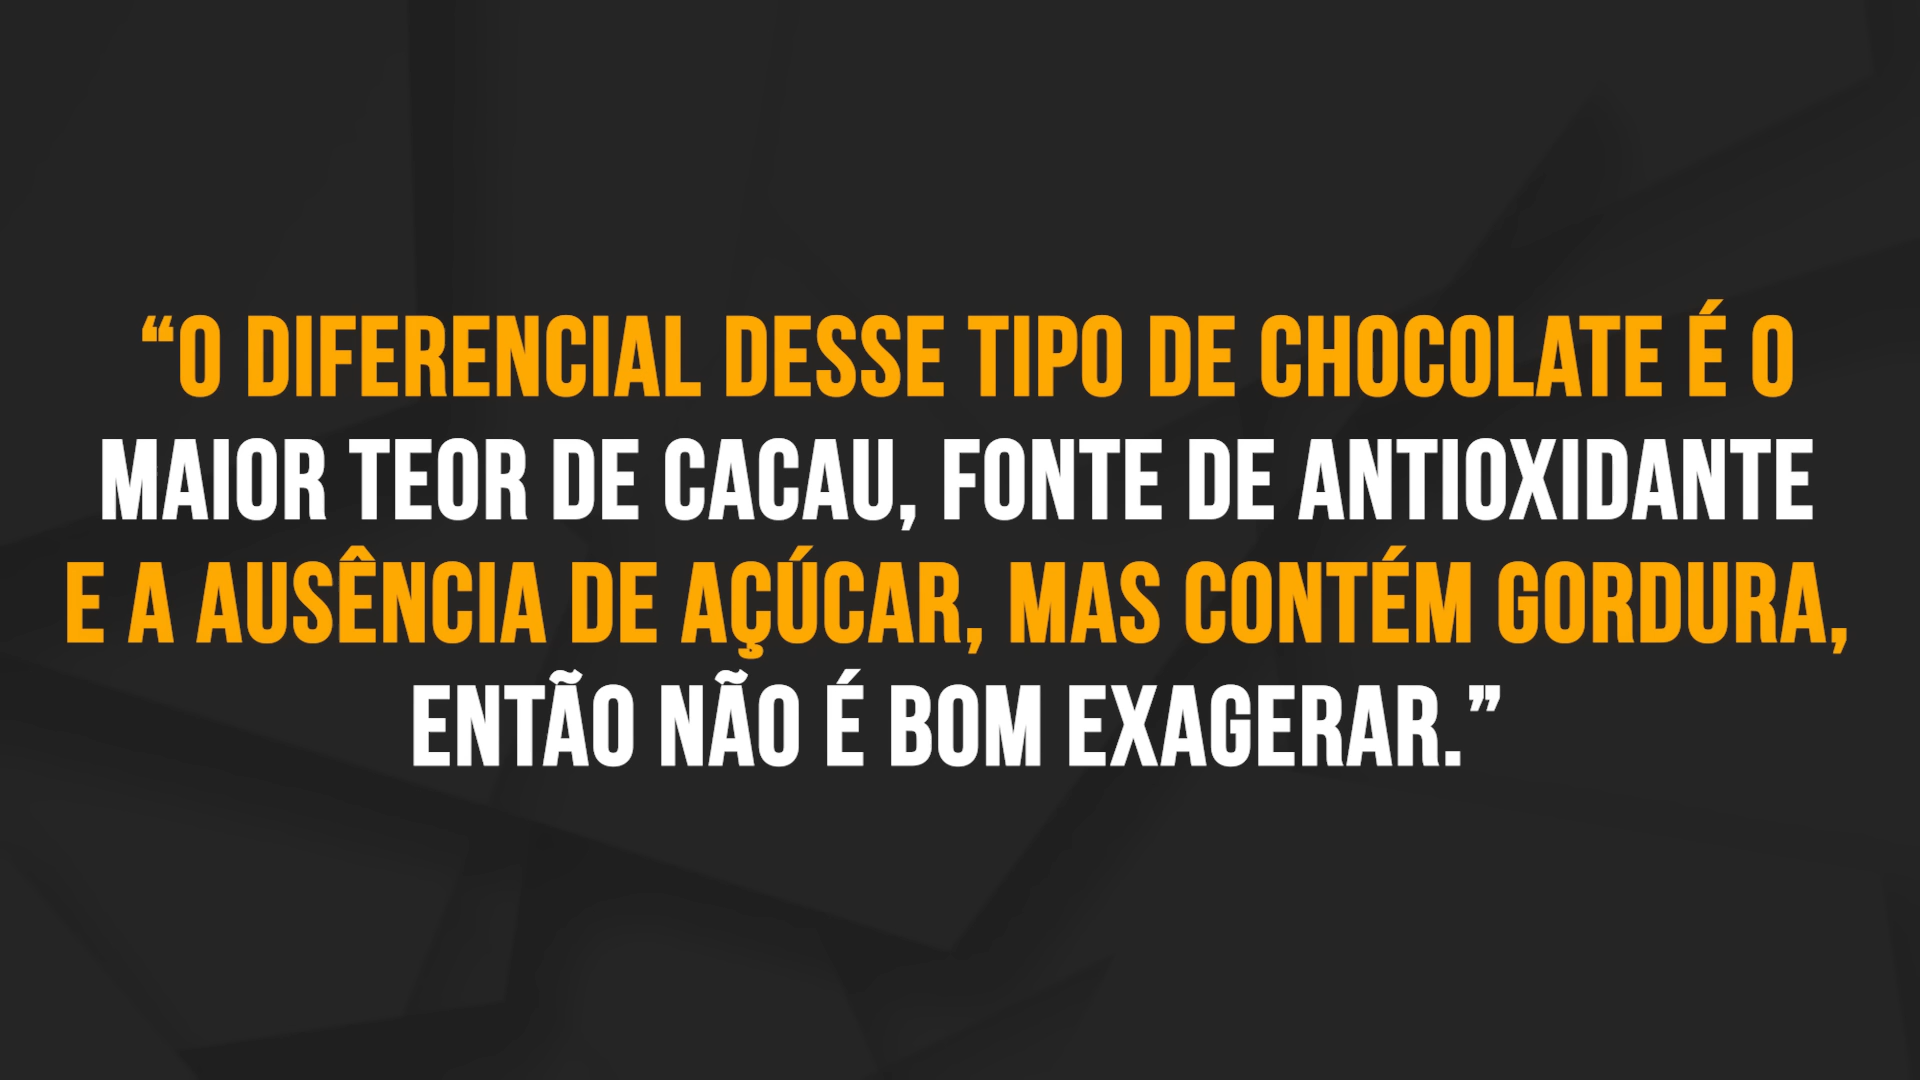 “O DIFERENCIAL DESSE TIPO DE CHOCOLATE É O
MAIOR TEOR DE CACAU, FONTE DE ANTIOXIDANTE
E A AUSÊNCIA DE AÇÚCAR, MAS CONTÉM GORDURA,
ENTÃO NÃO É BOM EXAGERAR.”